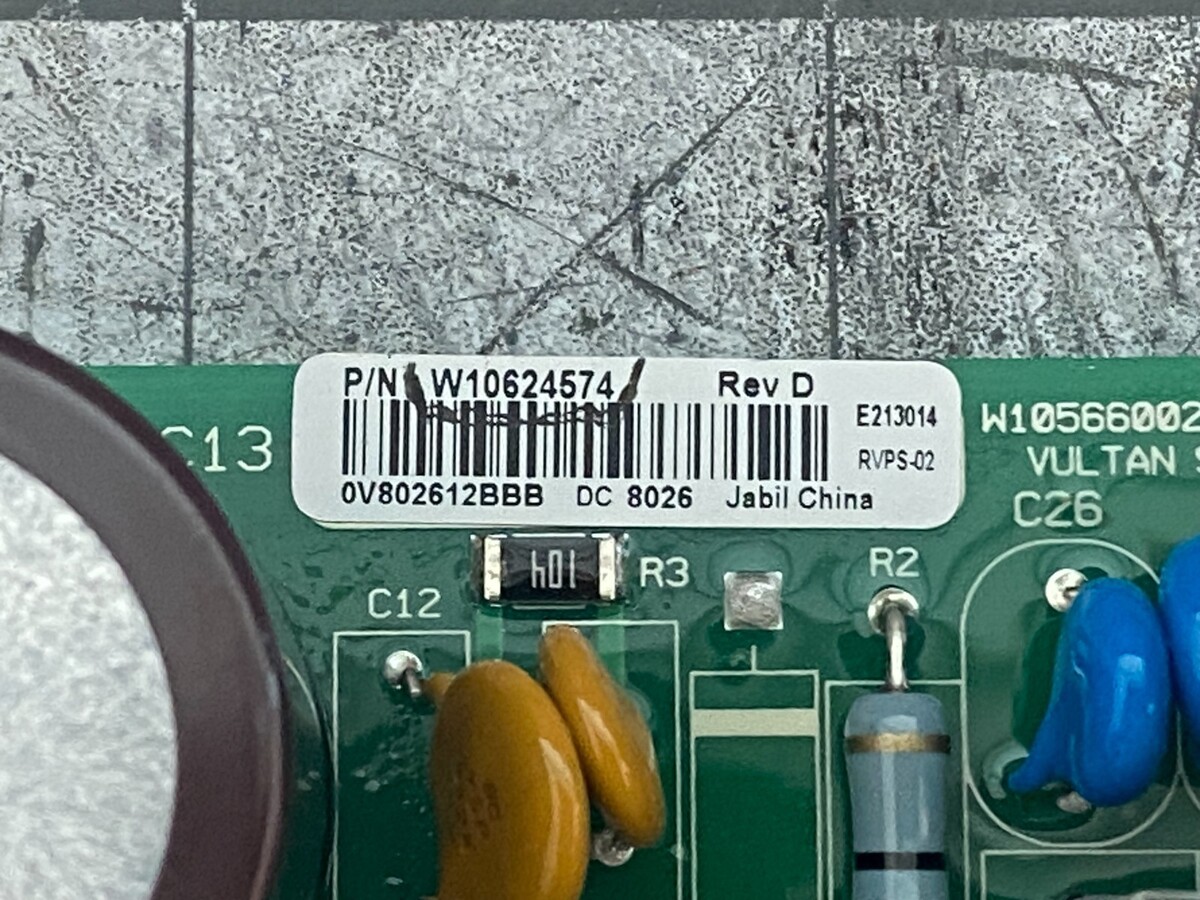 P/N W10624574 Rev D
E213014
RVPS-02
0V802612BBB DC 8026 Jabil China
C13
W10566002
VULTAN
C26
104
R3
R2
C12